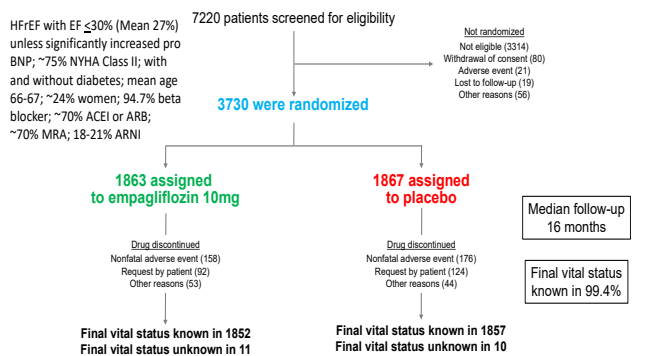 HFrEF with EF <30% (Mean 27%)
unless significantly increased pro
BNP; ~75% NYHA Class II; with
and without diabetes; mean age
66-67; ~24% women; 94.7% beta
blocker; ~70% ACEI or ARB;
~70% MRA; 18-21% ARNI
7220 patients screened for eligibility
Not randomized
Not eligible (3314)
Withdrawal of consent (80)
Adverse event (21)
Lost to follow-up (19)
Other reasons (56)
3730 were randomized
1863 assigned
to empagliflozin 10mg
1867 assigned
to placebo
Median follow-up
16 months
Drug discontinued
Nonfatal adverse event (158)
Request by patient (92)
Other reasons (53)
Drug discontinued
Nonfatal adverse event (176)
Request by patient (124)
Other reasons (44)
Final vital status
known in 99.4%
Final vital status known in 1852
Final vital status unknown in 11
Final vital status known in 1857
Final vital status unknown in 10